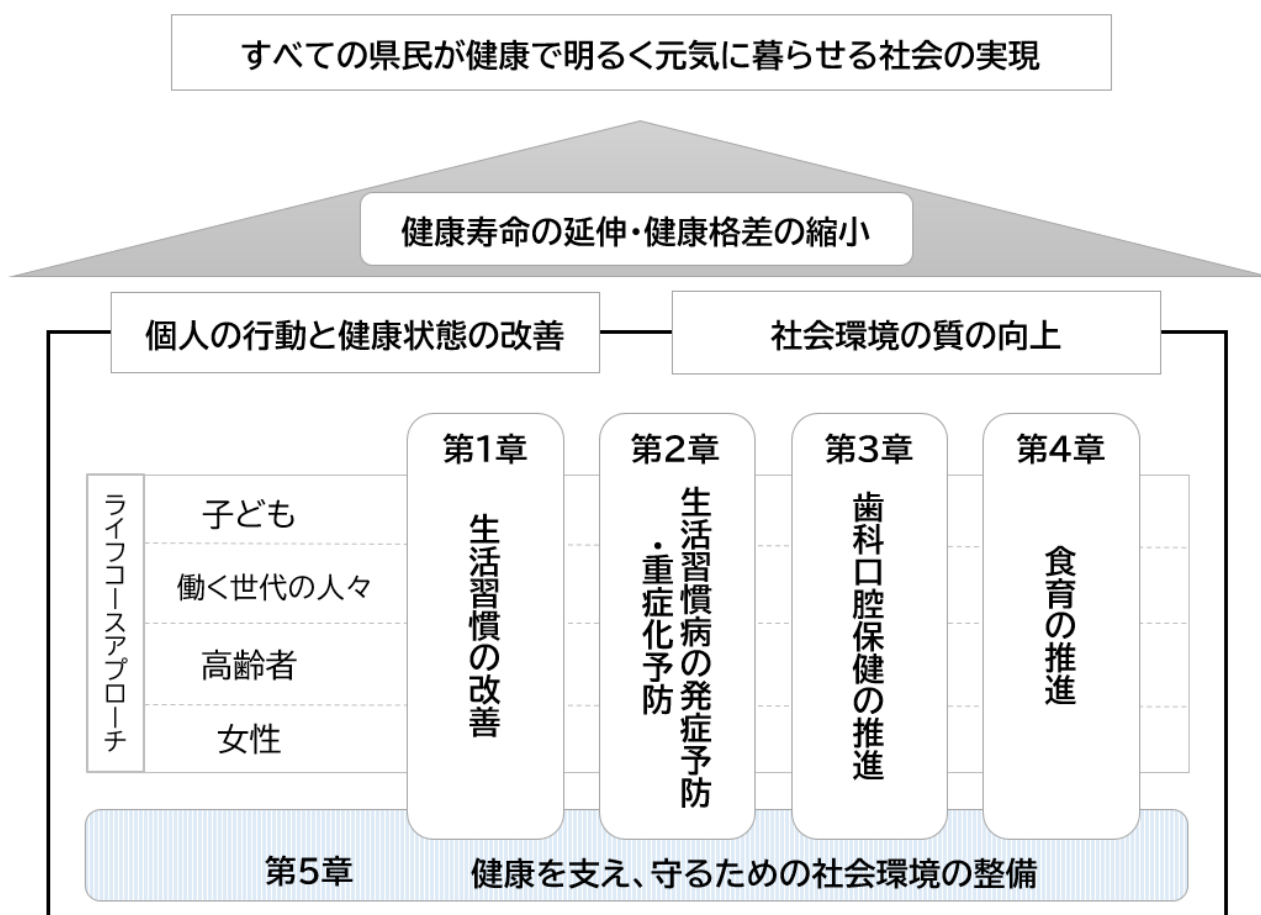 すべての県民が健康で明るく元気に暮らせる社会の実現
健康寿命の延伸・健康格差の縮小
個人の行動と健康状態の改善
社会環境の質の向上
ライフコースアプローチ
子ども
働く世代の人々
高齢者
女性
第1章
生活習慣の改善
第2章
生活習慣病の発症予防
・重症化予防
第3章
歯科口腔保健の推進
第4章
食育の推進
第5章 健康を支え、守るための社会環境の整備